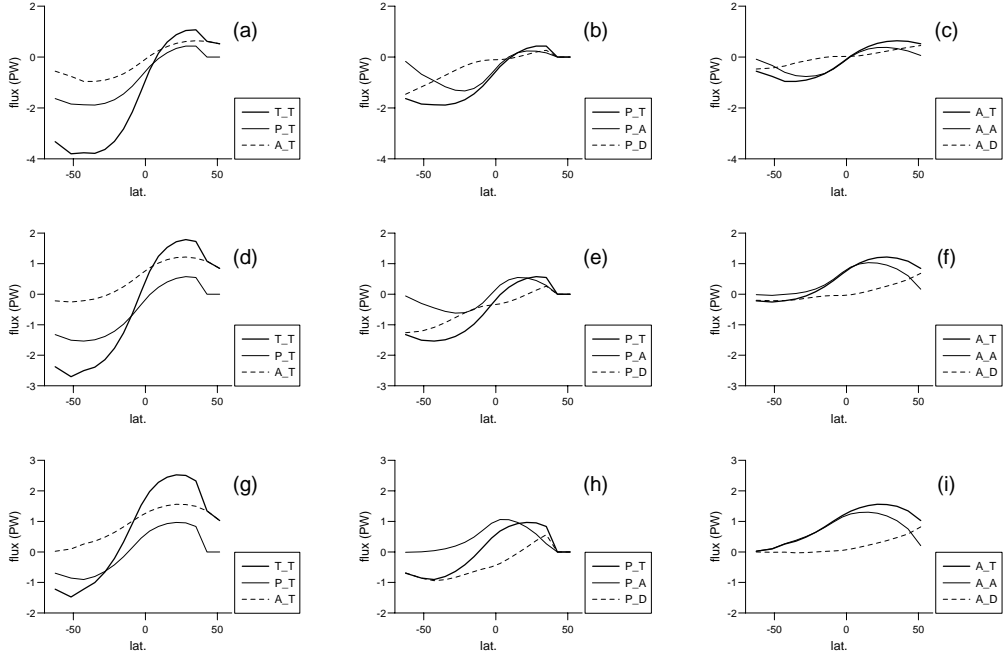 (a)
flux (PW)
2
0
-2
-4
-50
0
50
lat.
T_T
P_T
A_T
(b)
flux (PW)
2
0
-2
-4
-50
0
50
lat.
P_T
P_A
P_D
(c)
flux (PW)
2
0
-2
-4
-50
0
50
lat.
A_T
A_A
A_D
(d)
flux (PW)
2
1
0
-1
-2
-3
-50
0
50
lat.
T_T
P_T
A_T
(e)
flux (PW)
2
1
0
-1
-2
-3
-50
0
50
lat.
P_T
P_A
P_D
(f)
flux (PW)
2
1
0
-1
-2
-3
-50
0
50
lat.
A_T
A_A
A_D
(g)
flux (PW)
3
2
1
0
-1
-2
-50
0
50
lat.
T_T
P_T
A_T
(h)
flux (PW)
3
2
1
0
-1
-2
-50
0
50
lat.
P_T
P_A
P_D
(i)
flux (PW)
3
2
1
0
-1
-2
-50
0
50
lat.
A_T
A_A
A_D